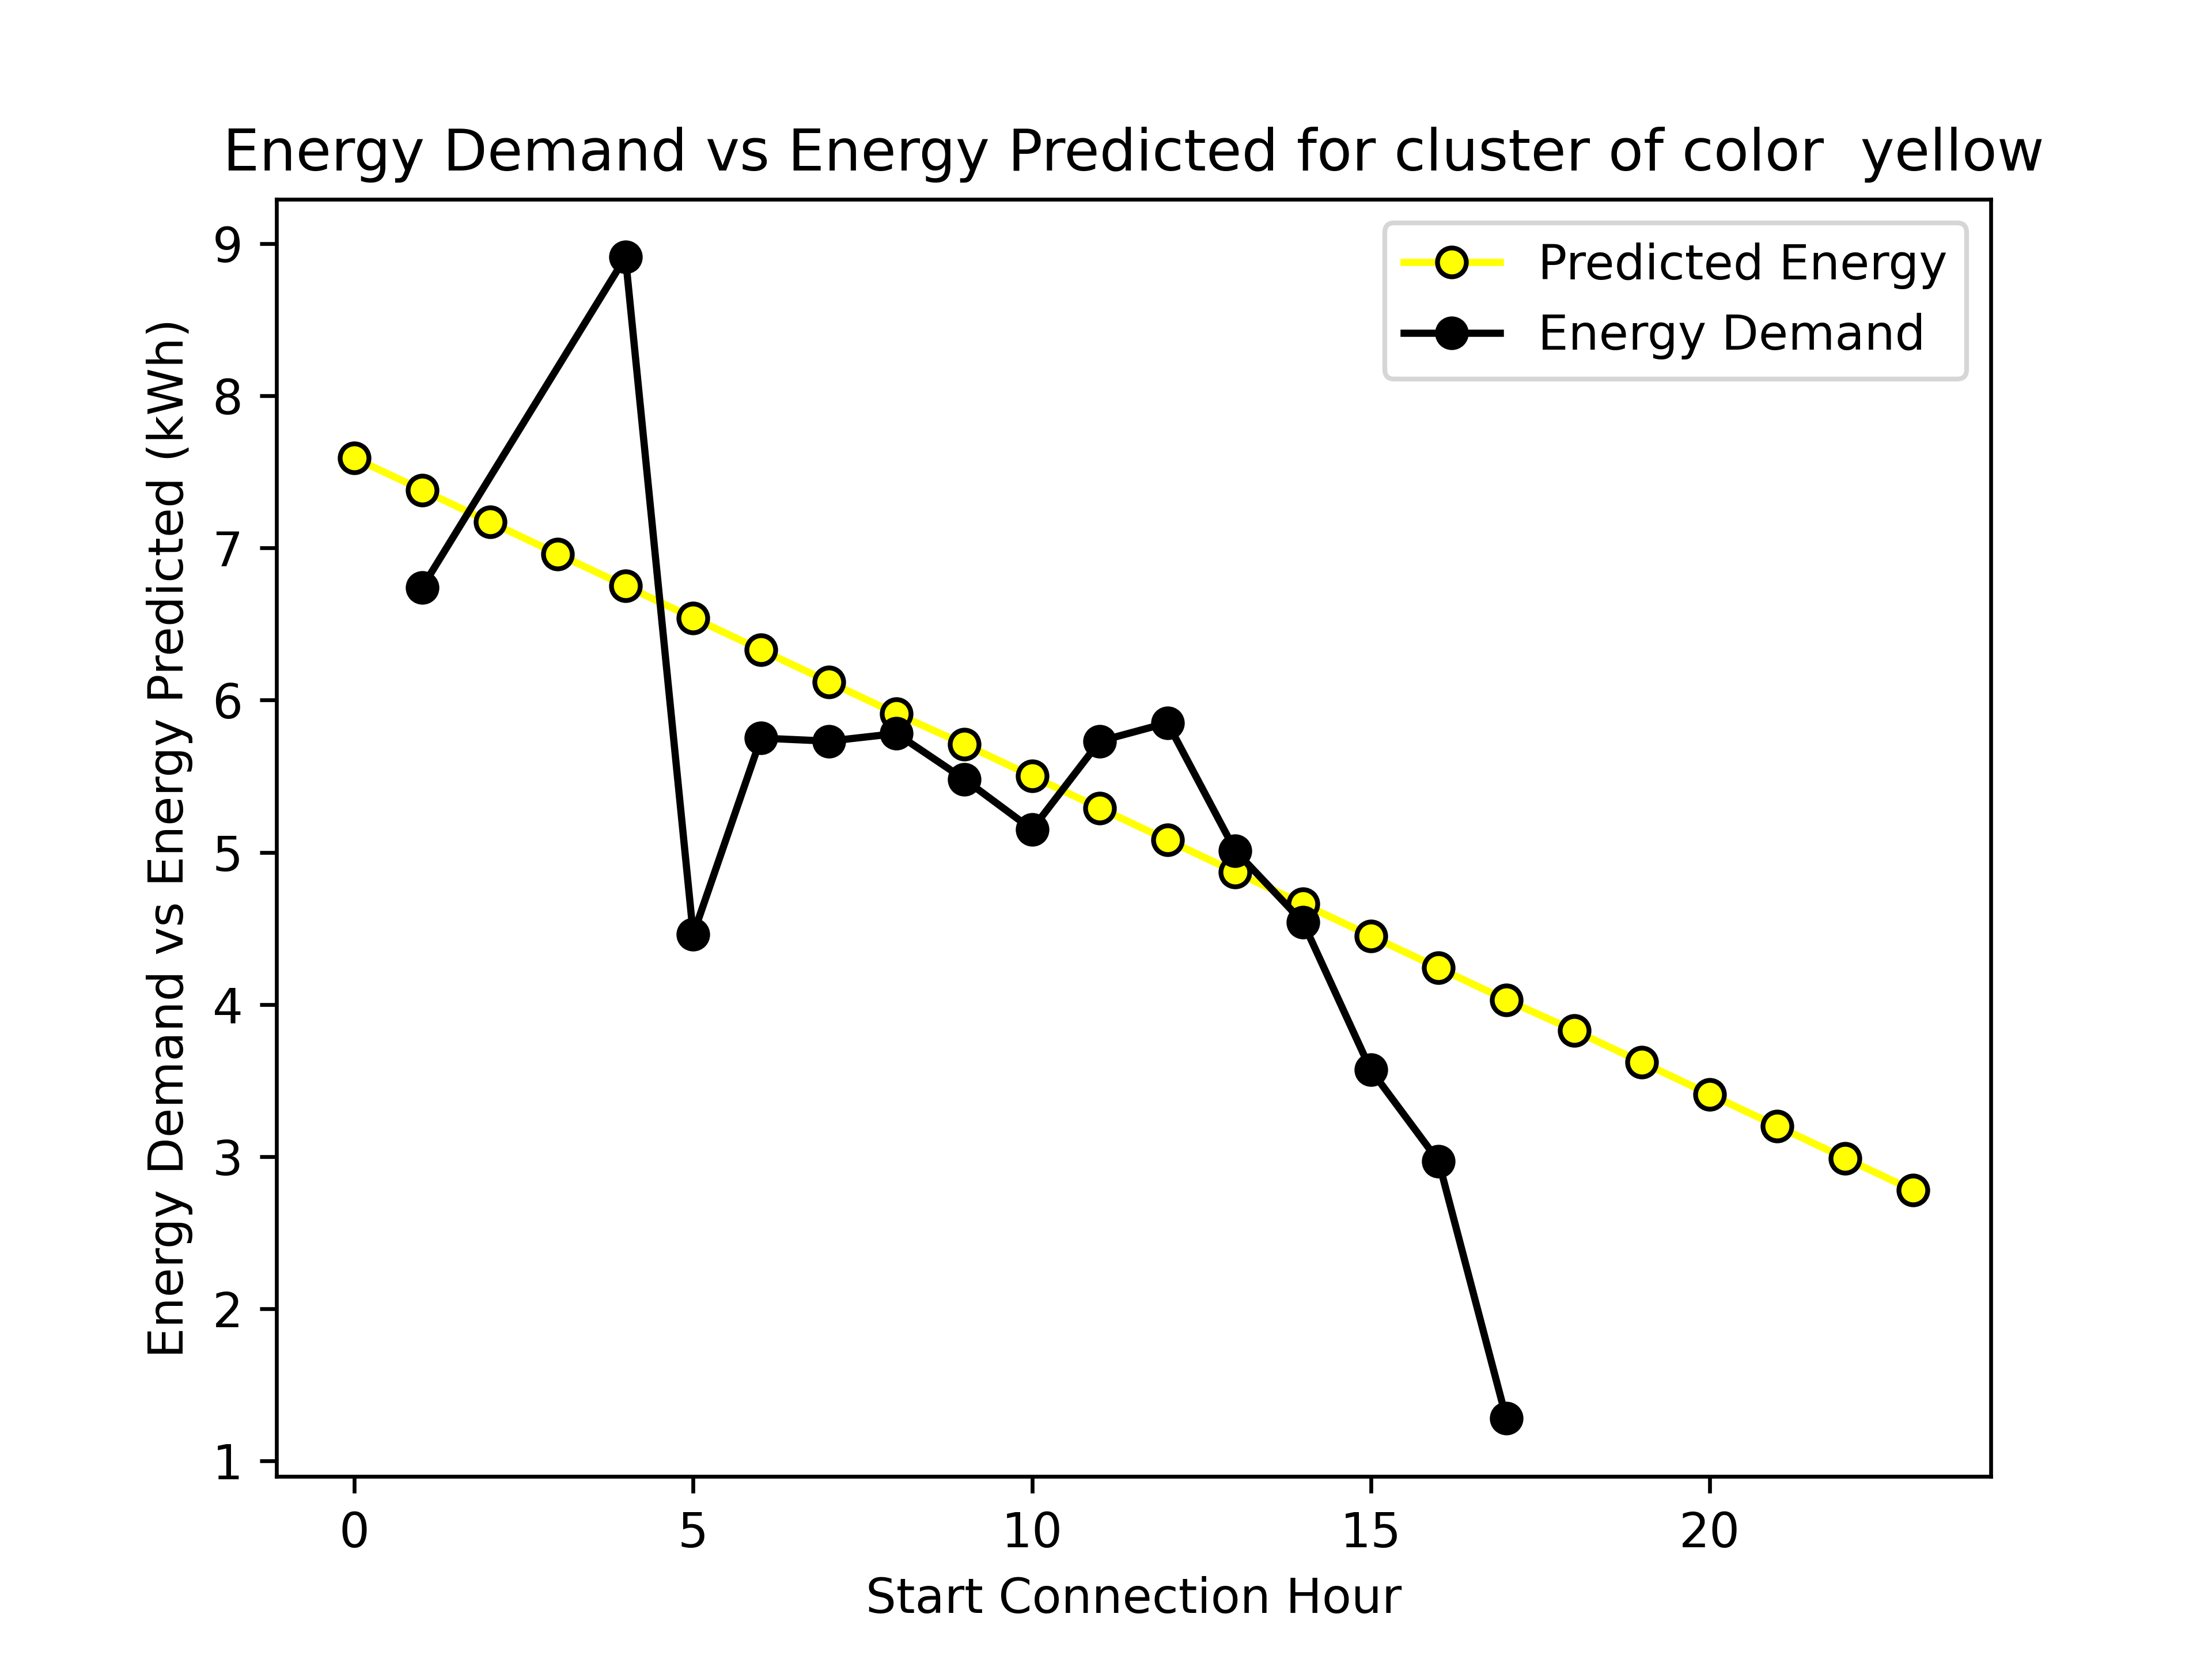 Energy Demand vs Energy Predicted for cluster of color  yellow
Predicted Energy
Energy Demand
Energy Demand vs Energy Predicted (kWh)
9
8
7
6
5
4
3
2
1
0 5 10 15 20
Start Connection Hour